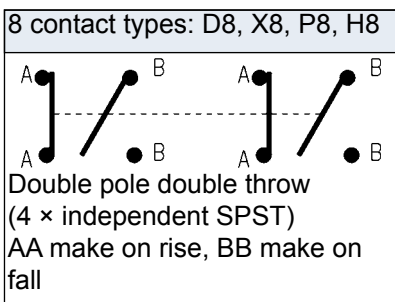 8 contact types: D8, X8, P8, H8
A B A B
A B A B
Double pole double throw
(4 × independent SPST)
AA make on rise, BB make on
fall